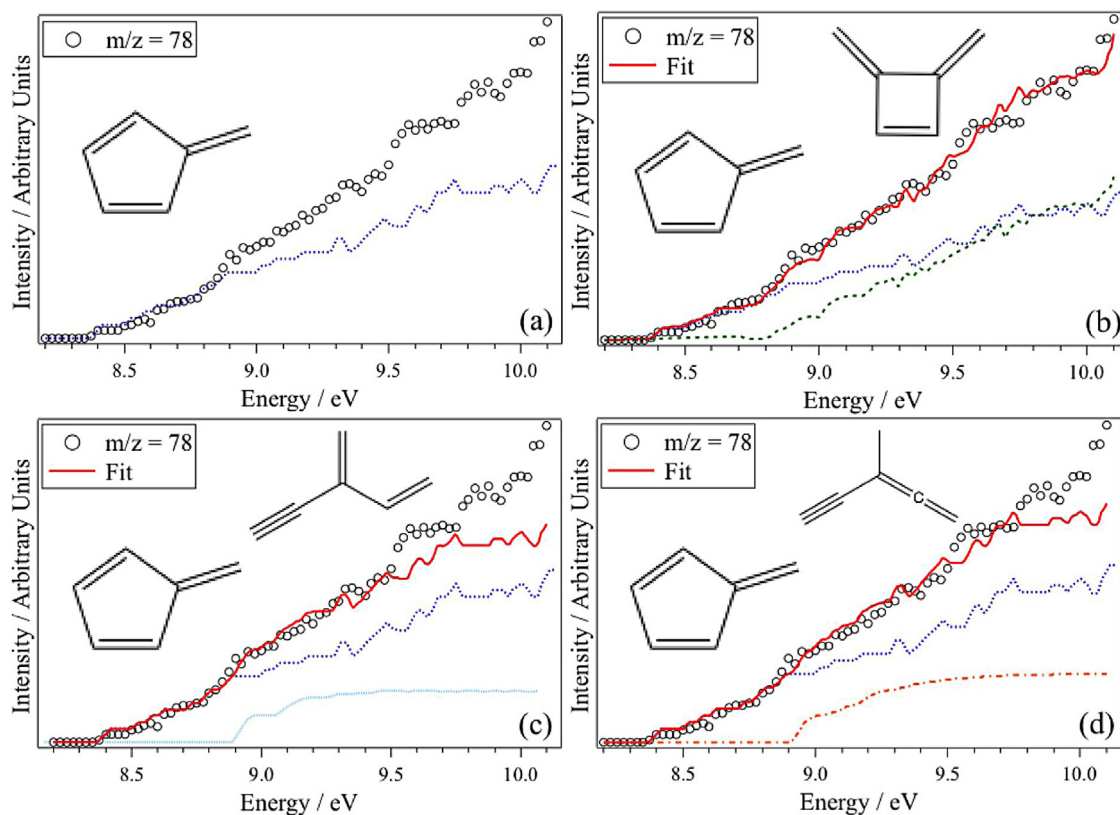 m/z = 78
Intensity / Arbitrary Units
(a)
8.5 9.0 9.5 10.0
Energy / eV
m/z = 78
Fit
Intensity / Arbitrary Units
(b)
8.5 9.0 9.5 10.0
Energy / eV
m/z = 78
Fit
Intensity / Arbitrary Units
(c)
8.5 9.0 9.5 10.0
Energy / eV
m/z = 78
Fit
C
Intensity / Arbitrary Units
(d)
8.5 9.0 9.5 10.0
Energy / eV